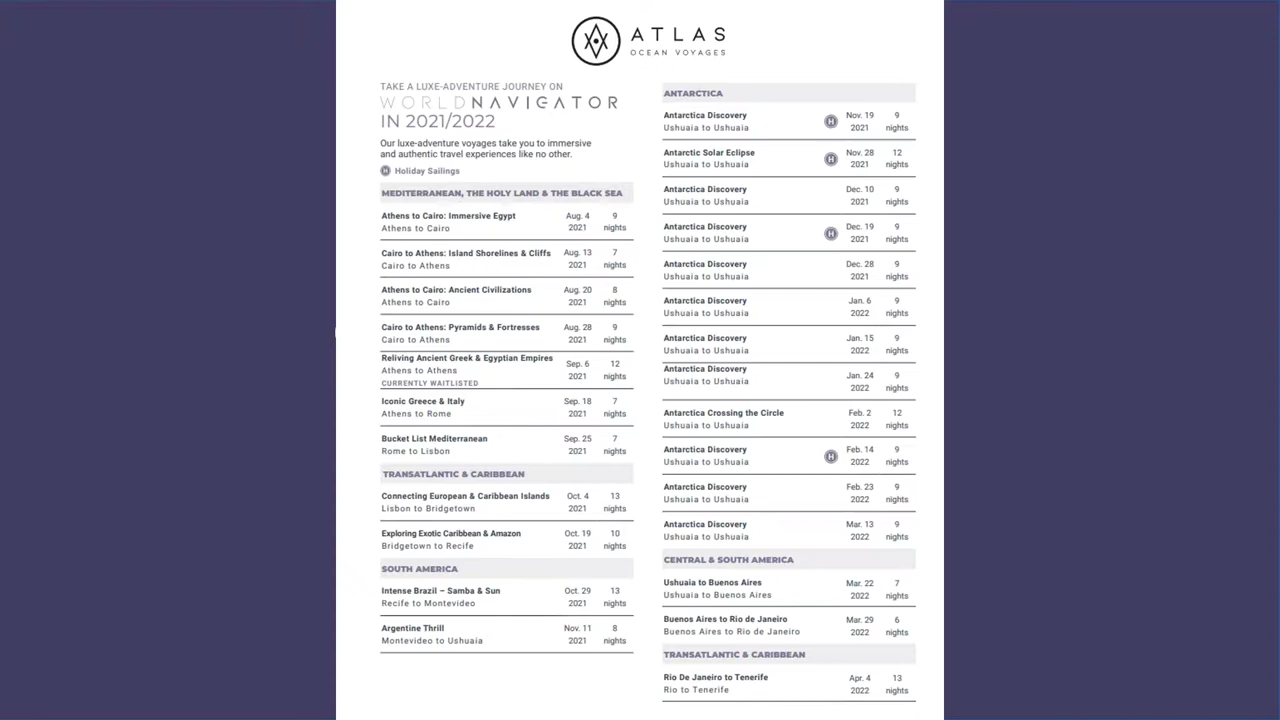 ATLAS
OCEAN VOYAGES
TAKE A LUXE-ADVENTURE JOURNEY ON
WORLDNAVIGATOR
IN 2021/2022
Our luxe-adventure voyages take you to immersive
and authentic travel experiences like no other.
H Holiday Sailings
MEDITERRANEAN, THE HOLY LAND & THE BLACK SEA
Athens to Cairo: Immersive Egypt Aug. 4 9
Athens to Cairo 2021 nights
Cairo to Athens: Island Shorelines & Cliffs Aug. 13 7
Cairo to Athens 2021 nights
Athens to Cairo: Ancient Civilizations Aug. 20 8
Athens to Cairo 2021 nights
Cairo to Athens: Pyramids & Fortresses Aug. 28 9
Cairo to Athens 2021 nights
Reliving Ancient Greek & Egyptian Empires Sep. 6 12
Athens to Athens 2021 nights
CURRENTLY WAITLISTED
Iconic Greece & Italy Sep. 18 7
Athens to Rome 2021 nights
Bucket List Mediterranean Sep. 25 7
Rome to Lisbon 2021 nights
TRANSATLANTIC & CARIBBEAN
Connecting European & Caribbean Islands Oct. 4 13
Lisbon to Bridgetown 2021 nights
Exploring Exotic Caribbean & Amazon Oct. 19 10
Bridgetown to Recife 2021 nights
SOUTH AMERICA
Intense Brazil – Samba & Sun Oct. 29 13
Recife to Montevideo 2021 nights
Argentine Thrill Nov. 11 8
Montevideo to Ushuaia 2021 nights
ANTARCTICA
Antarctica Discovery H Nov. 19 9
Ushuaia to Ushuaia 2021 nights
Antarctic Solar Eclipse H Nov. 28 12
Ushuaia to Ushuaia 2021 nights
Antarctica Discovery Dec. 10 9
Ushuaia to Ushuaia 2021 nights
Antarctica Discovery H Dec. 19 9
Ushuaia to Ushuaia 2021 nights
Antarctica Discovery Dec. 28 9
Ushuaia to Ushuaia 2021 nights
Antarctica Discovery Jan. 6 9
Ushuaia to Ushuaia 2022 nights
Antarctica Discovery Jan. 15 9
Ushuaia to Ushuaia 2022 nights
Antarctica Discovery Jan. 24 9
Ushuaia to Ushuaia 2022 nights
Antarctica Crossing the Circle Feb. 2 12
Ushuaia to Ushuaia 2022 nights
Antarctica Discovery H Feb. 14 9
Ushuaia to Ushuaia 2022 nights
Antarctica Discovery Feb. 23 9
Ushuaia to Ushuaia 2022 nights
Antarctica Discovery Mar. 13 9
Ushuaia to Ushuaia 2022 nights
CENTRAL & SOUTH AMERICA
Ushuaia to Buenos Aires Mar. 22 7
Ushuaia to Buenos Aires 2022 nights
Buenos Aires to Rio de Janeiro Mar. 29 6
Buenos Aires to Rio de Janeiro 2022 nights
TRANSATLANTIC & CARIBBEAN
Rio De Janeiro to Tenerife Apr. 4 13
Rio to Tenerife 2022 nights